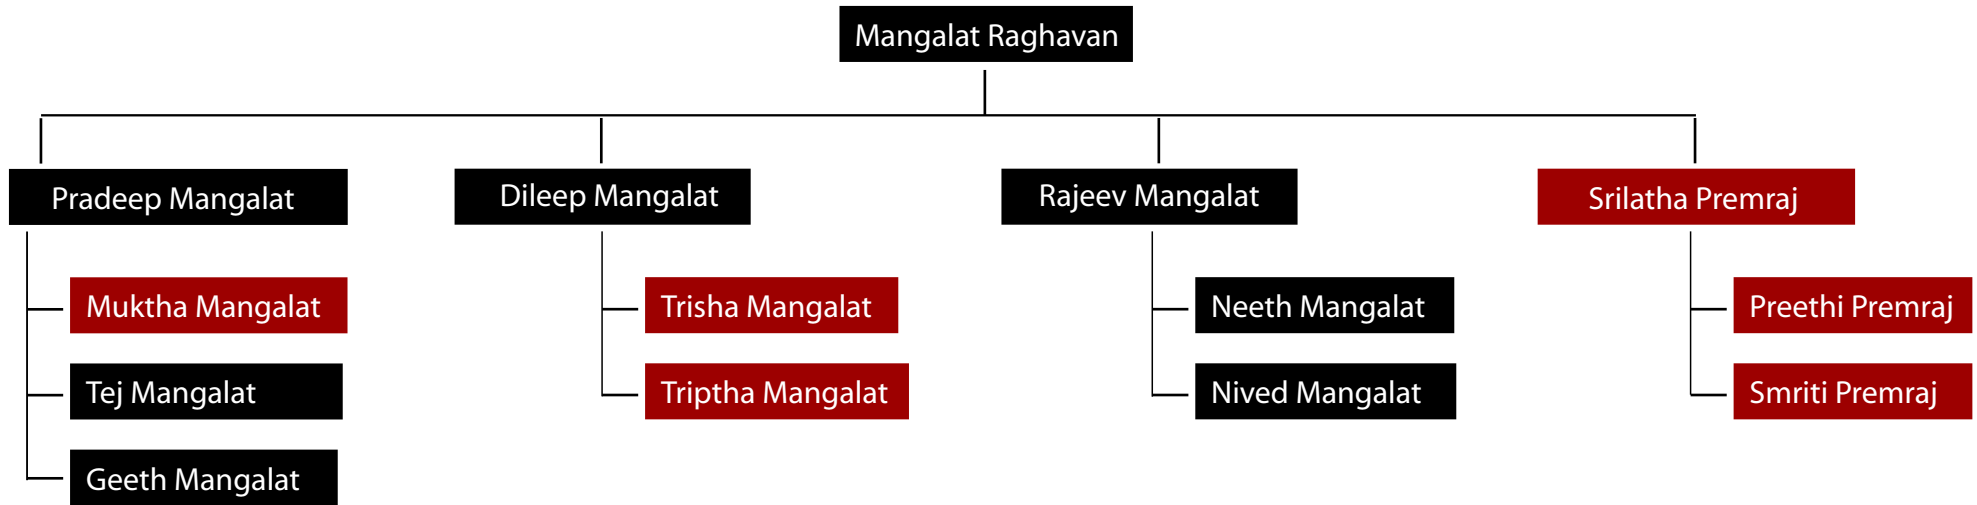 Mangalat Raghavan
Pradeep Mangalat
Dileep Mangalat
Rajeev Mangalat
Srilatha Premraj
Muktha Mangalat
Tej Mangalat
Geeth Mangalat
Trisha Mangalat
Triptha Mangalat
Neeth Mangalat
Nived Mangalat
Preethi Premraj
Smriti Premraj